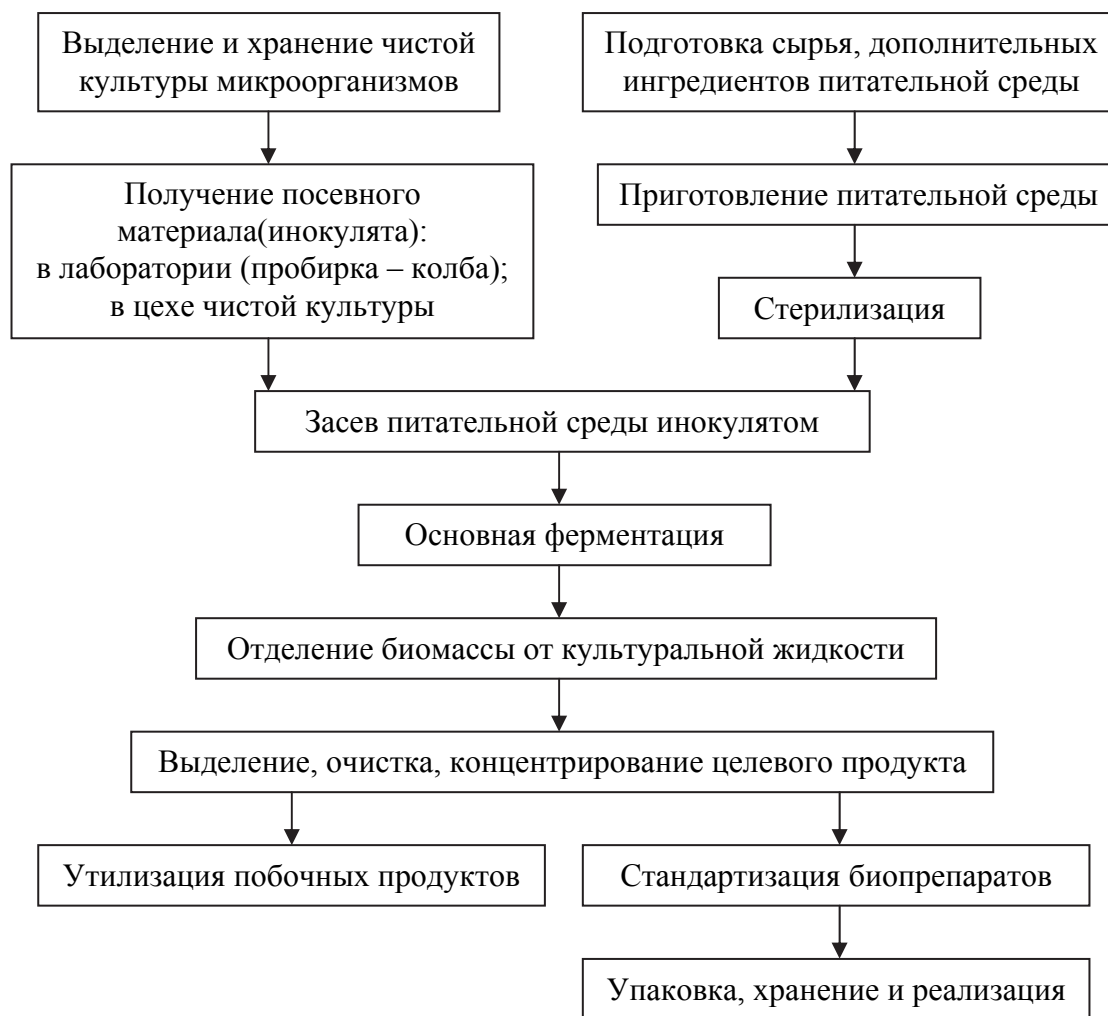 Выделение и хранение чистой
культуры микроорганизмов
Подготовка сырья, дополнительных
ингредиентов питательной среды
Получение посевного
материала(инокулята):
в лаборатории (пробирка – колба);
в цехе чистой культуры
Приготовление питательной среды
Стерилизация
Засев питательной среды инокулятом
Основная ферментация
Отделение биомассы от культуральной жидкости
Выделение, очистка, концентрирование целевого продукта
Утилизация побочных продуктов
Стандартизация биопрепаратов
Упаковка, хранение и реализация